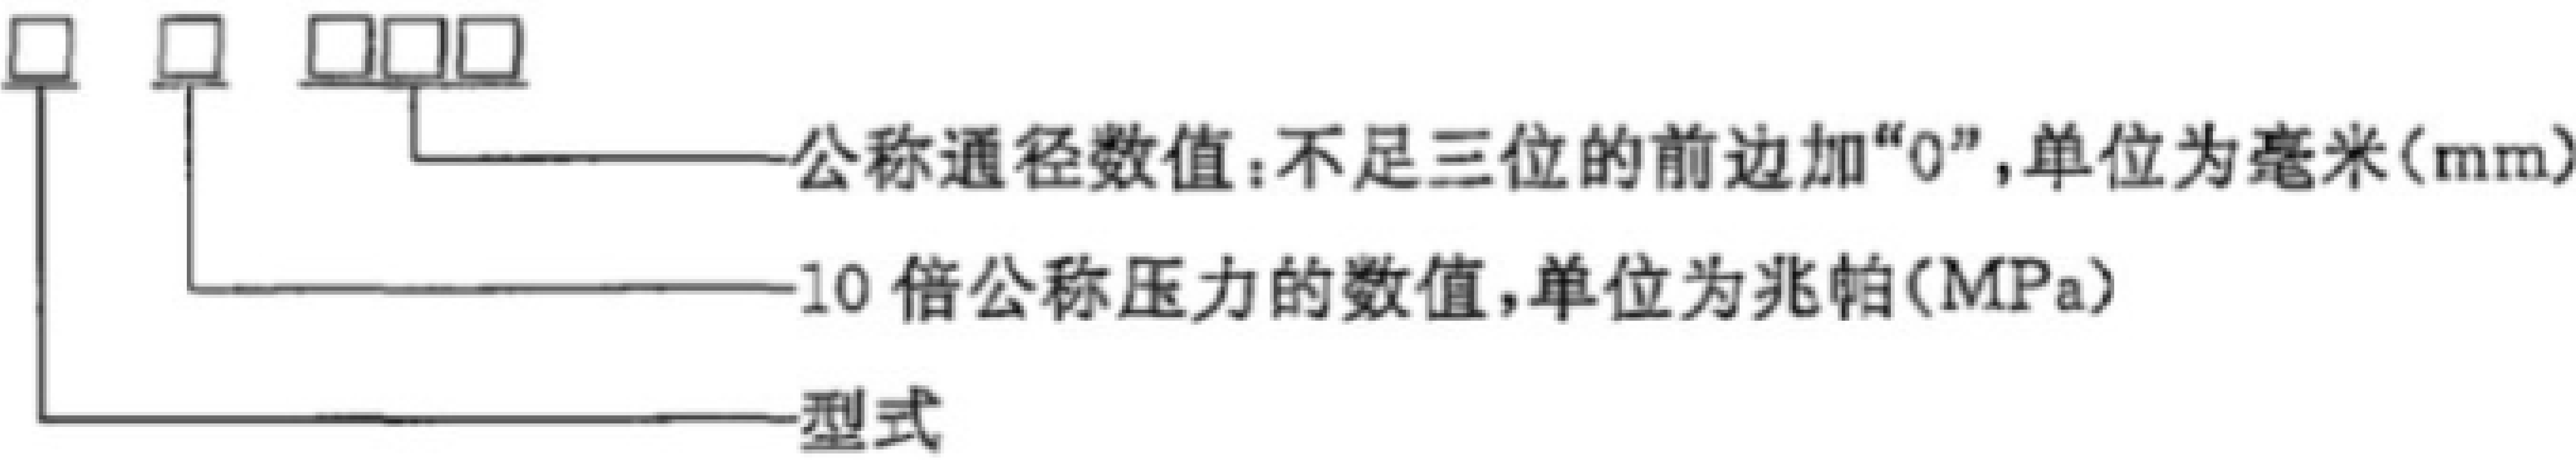 □ □ □□□
公称通径数值:不足三位的前边加“0”,单位为毫米(mm)
10 倍公称压力的数值,单位为兆帕(MPa)
型式